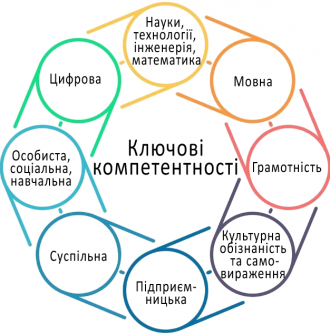 Науки,
технології,
інженерія,
математика
Мовна
Грамотність
Культурна
обізнаність
та само-
вираження
Підприєм-
ницька
Суспільна
Особиста,
соціальна,
навчальна
Цифрова
Ключові
компетентності